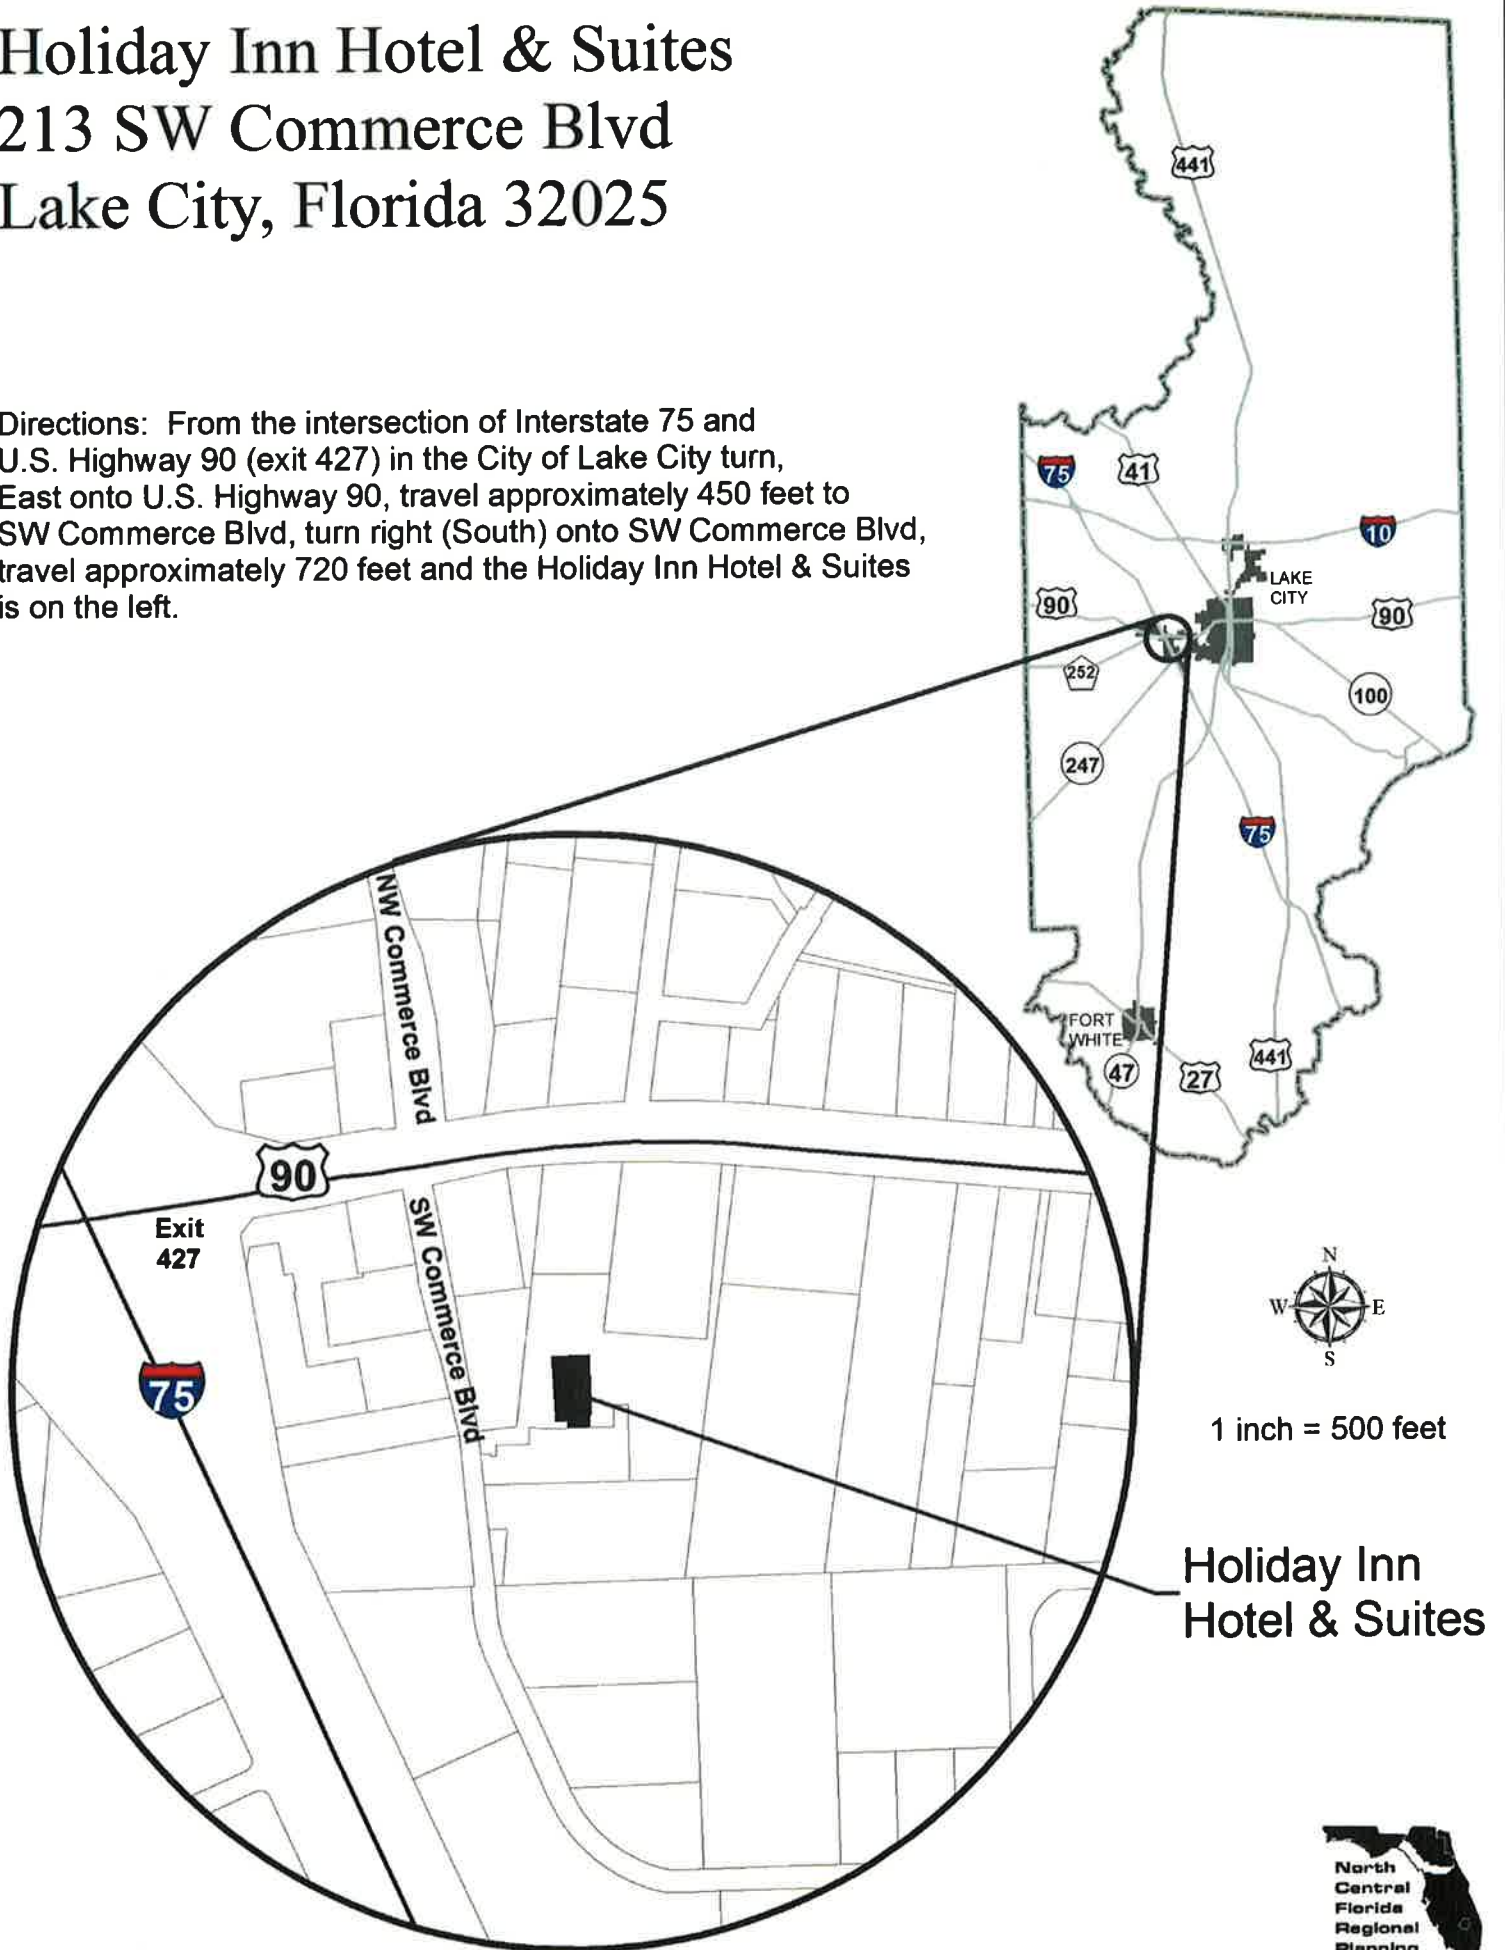 Holiday Inn Hotel & Suites
213 SW Commerce Blvd
Lake City, Florida 32025
Directions: From the intersection of Interstate 75 and
U.S. Highway 90 (exit 427) in the City of Lake City turn,
East onto U.S. Highway 90, travel approximately 450 feet to
SW Commerce Blvd, turn right (South) onto SW Commerce Blvd,
travel approximately 720 feet and the Holiday Inn Hotel & Suites
is on the left.
441
75
41
10
LAKE
CITY
90
90
252
100
247
75
FORT
WHITE
47
27
441
NW Commerce Blvd
90
Exit
427
SW Commerce Blvd
75
N
W
E
S
1 inch = 500 feet
Holiday Inn
Hotel & Suites
North
Central
Florida
Regional
Planning